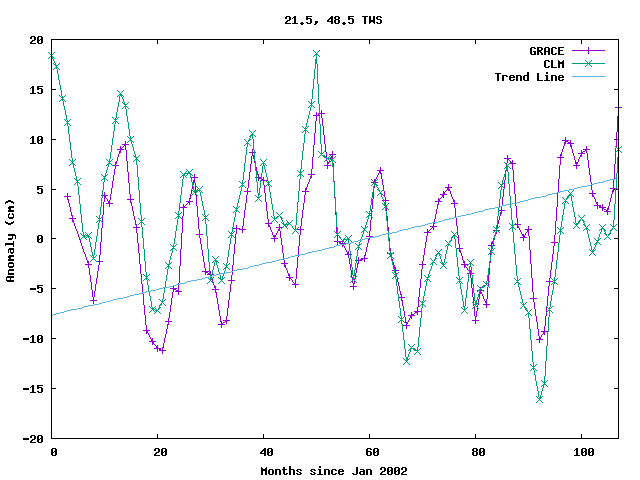 21.5, 48.5 TWS
GRACE
CLM
Trend Line
20
15
10
5
0
-5
-10
-15
-20
Anomaly (cm)
0 20 40 60 80 100
Months since Jan 2002